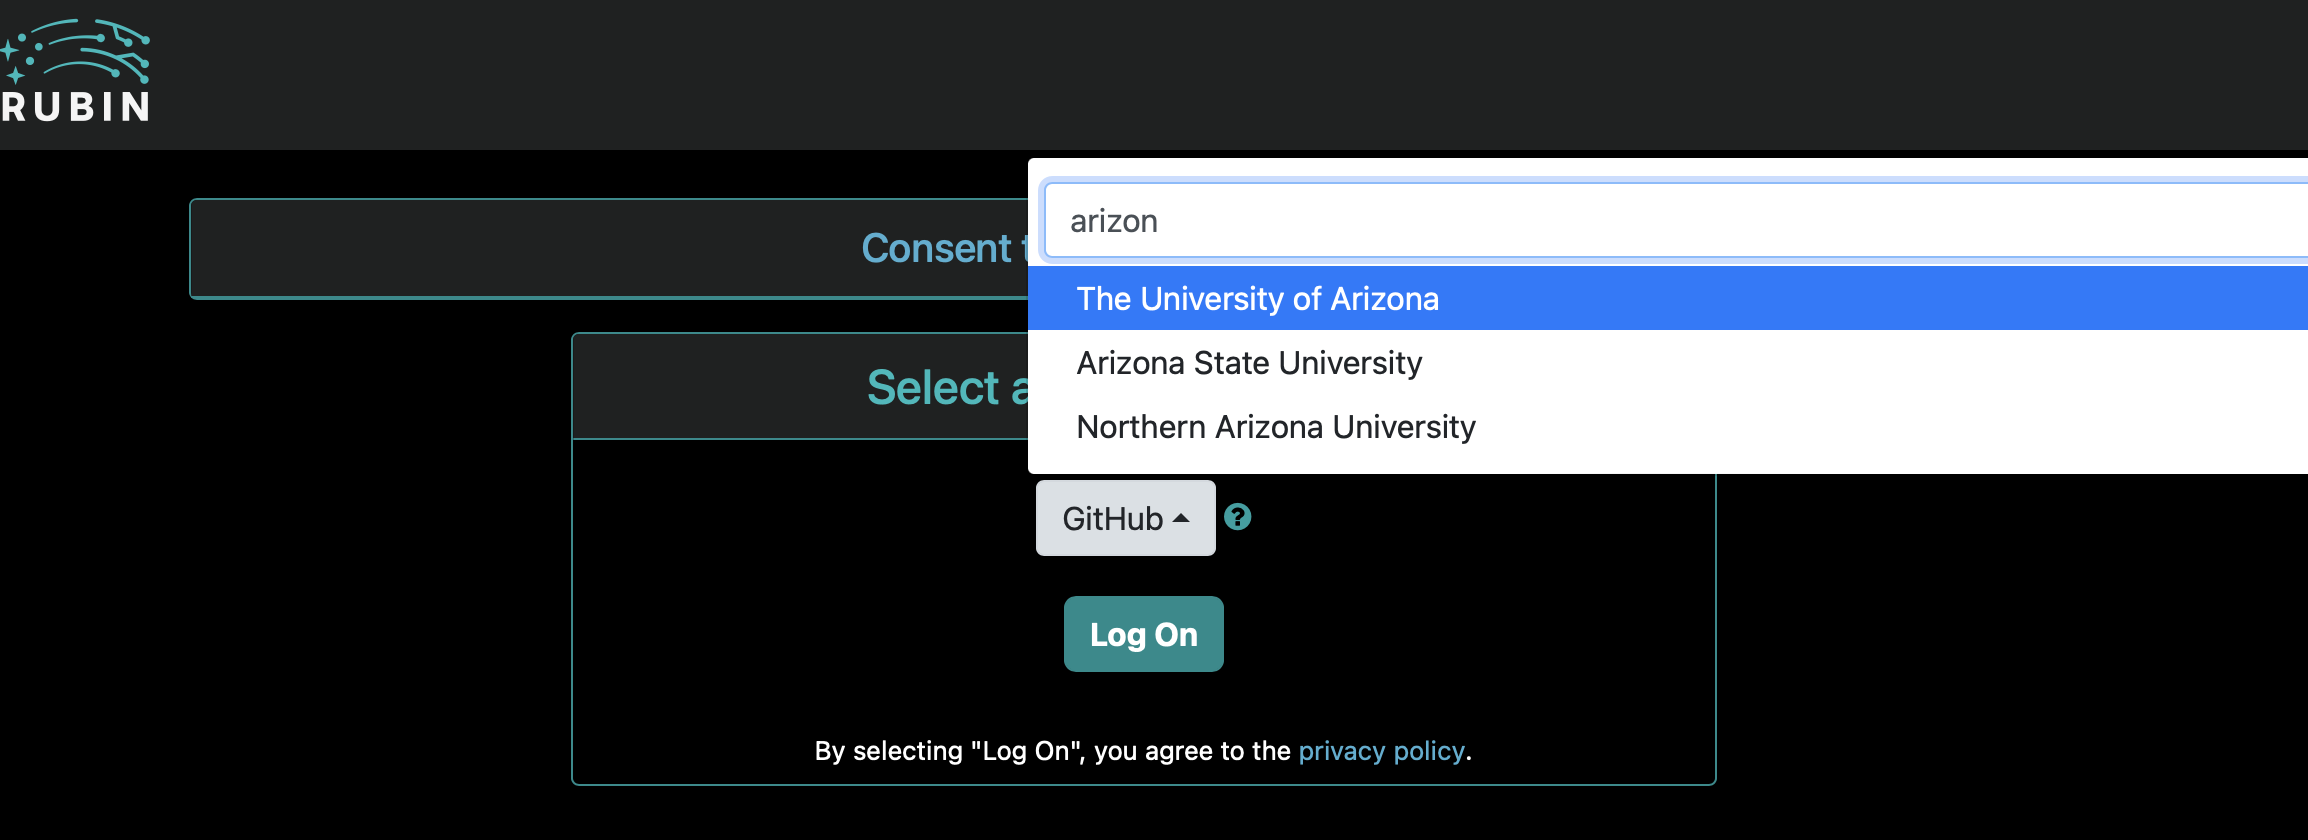 RUBIN
arizon
Consent
The University of Arizona
Arizona State University
Select
Northern Arizona University
GitHub
Log On
By selecting "Log On", you agree to the privacy policy.